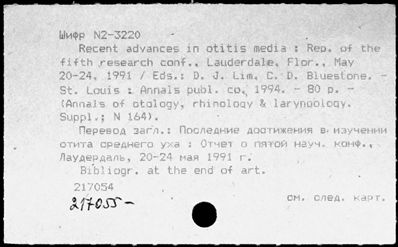 Шифр N2-3220
Recent advances in otitis media : Rep. of the
fifth research conf., Lauderdale, Flor., May
20-24, 1991 / Eds.: D. J. Lim, C. D. Bluestone. -
St. Louis : Annals publ. co, 1994. - 80 p. -
(Annals of otology, rhinology & laryngology.
Suppl.; N 164).
Перевод загл.: Последние достижения в изучении
отита среднего уха : Отчет о пятой науч. конф.,
Лаудердаль, 20-24 мая 1991 г.
Bibliogr. at the end of art.
217054
см. след. карт.
217055-